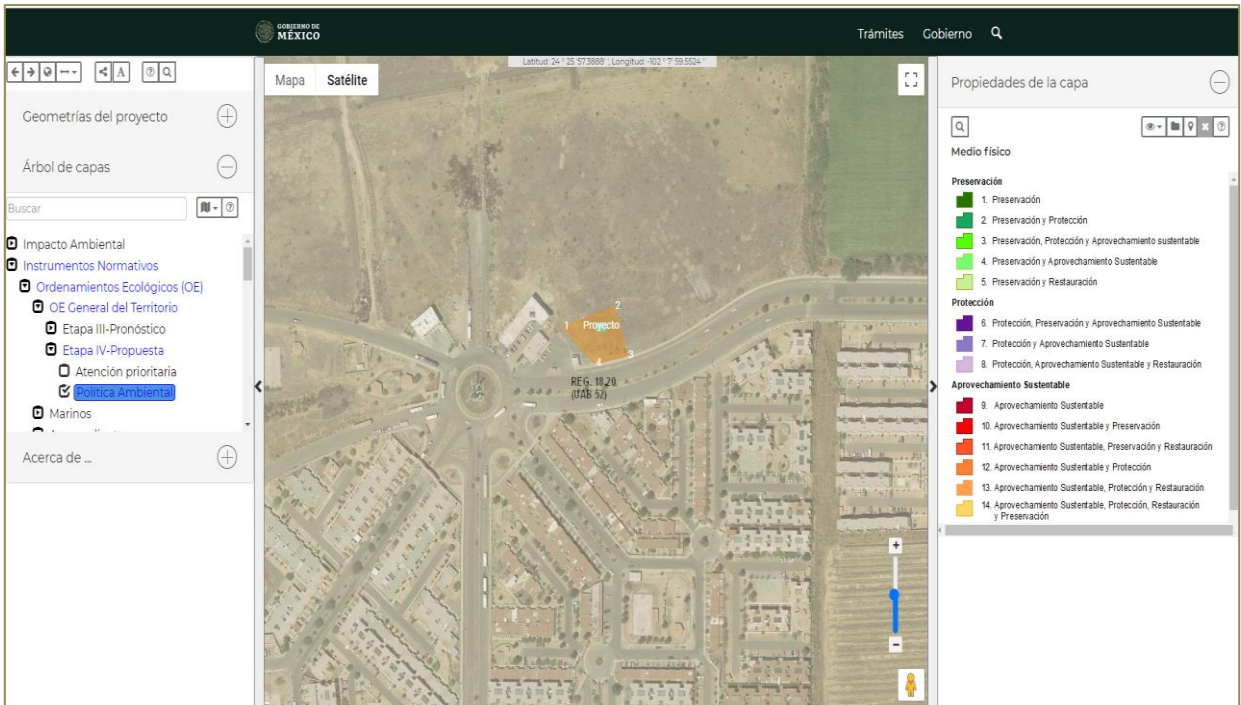 GOBIERNO DE
MÉXICO
Trámites Gobierno
A
Geometrías del proyecto
Árbol de capas
Buscar
Impacto Ambiental
Instrumentos Normativos
Ordenamientos Ecológicos (OE)
OE General del Territorio
Etapa III-Pronóstico
Etapa IV-Propuesta
Atención prioritaria
Política Ambiental
Marinos
Acerca de ...
Latitud: 24 ° 25 '57.3888" ; Longitud: -102 ° 7 '59.5524 "
Mapa Satélite
2
1 Proyecto
3
4
REG. 18.20
(UAB 52)
Propiedades de la capa
Medio físico
Preservación
1. Preservación
2. Preservación y Protección
3. Preservación, Protección y Aprovechamiento sustentable
4. Preservación y Aprovechamiento Sustentable
5. Preservación y Restauración
Protección
6. Protección, Preservación y Aprovechamiento Sustentable
7. Protección y Aprovechamiento Sustentable
8. Protección, Aprovechamiento Sustentable y Restauración
Aprovechamiento Sustentable
9. Aprovechamiento Sustentable
10. Aprovechamiento Sustentable y Preservación
11. Aprovechamiento Sustentable, Preservación y Restauración
12. Aprovechamiento Sustentable y Protección
13. Aprovechamiento Sustentable, Protección y Restauración
14. Aprovechamiento Sustentable, Protección, Restauración
y Preservación